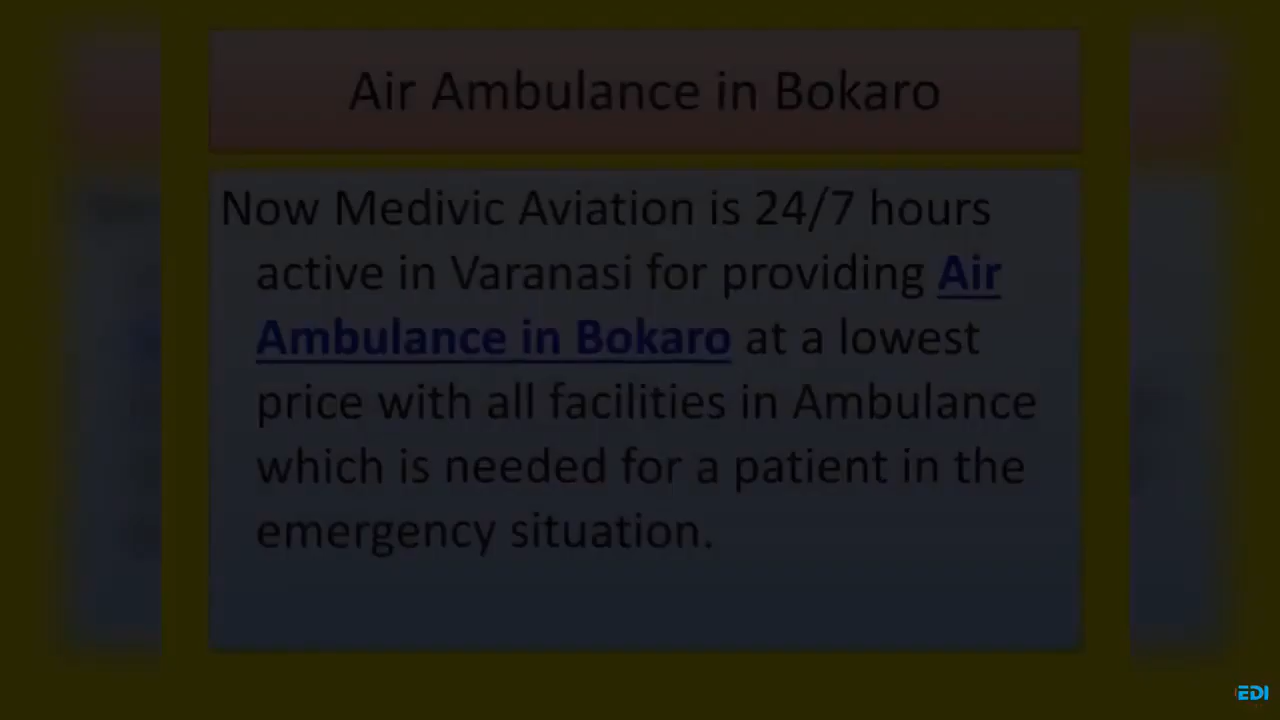 Air Ambulance in Bokaro
Now Medivic Aviation is 24/7 hours
active in Varanasi for providing Air
Ambulance in Bokaro at a lowest
price with all facilities in Ambulance
which is needed for a patient in the
emergency situation.
EDI